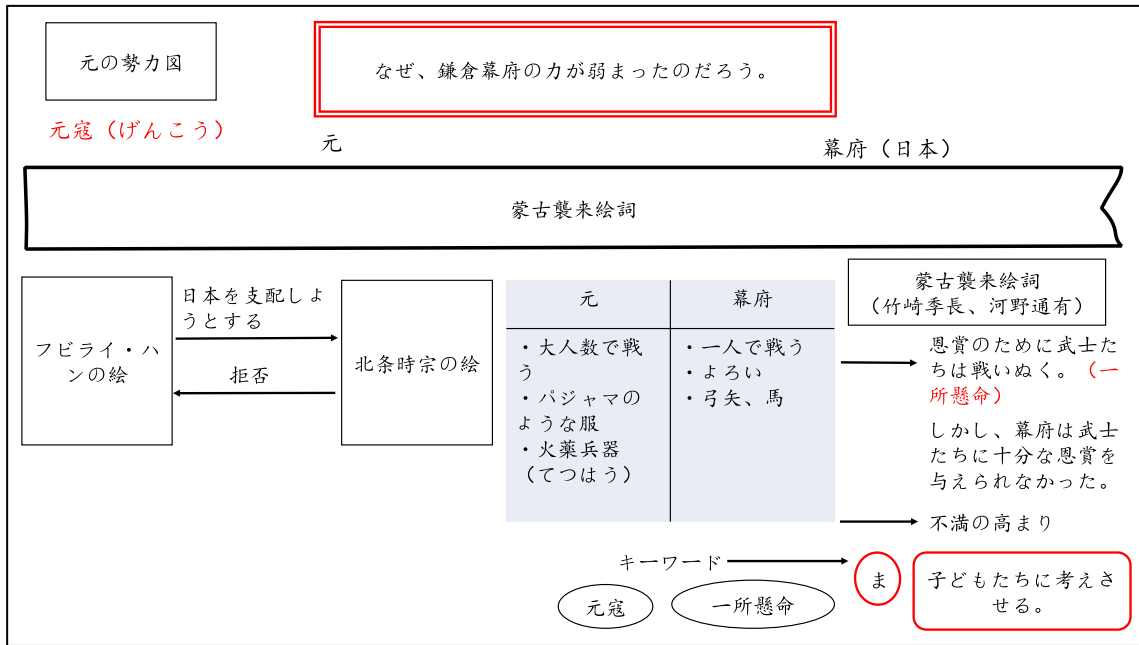 元の勢力図
なぜ、鎌倉幕府の力が弱まったのだろう。
元寇（げんこう）
元
幕府（日本）
蒙古襲来絵詞
フビライ・ハ
ンの絵
日本を支配しよ
うとする
拒否
北条時宗の絵
元
・大人数で戦
う
・パジャマの
ような服
・火薬兵器
（てつはう）
幕府
・一人で戦う
・よろい
・弓矢、馬
蒙古襲来絵詞
（竹崎季長、河野通有）
恩賞のために武士た
ちは戦いぬく。（一
所懸命）
しかし、幕府は武士
たちに十分な恩賞を
与えられなかった。
不満の高まり
キーワード
元寇
一所懸命
ま
子どもたちに考えさ
せる。